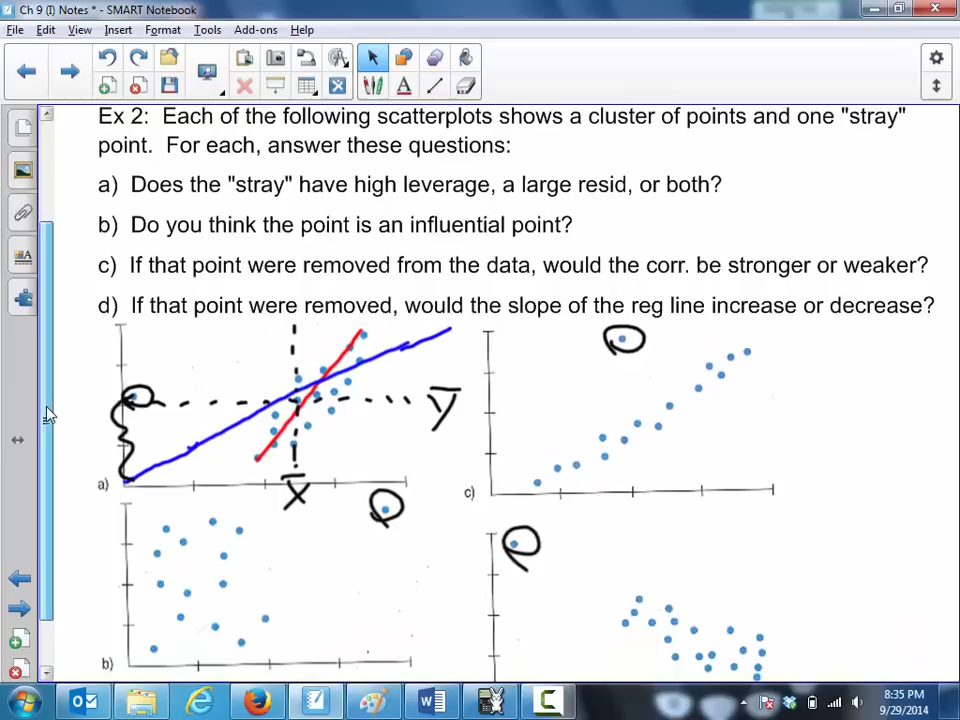 Ch 9 (I) Notes * - SMART Notebook
File Edit View Insert Format Tools Add-ons Help
Ex 2: Each of the following scatterplots shows a cluster of points and one "stray"
point. For each, answer these questions:
a) Does the "stray" have high leverage, a large resid, or both?
b) Do you think the point is an influential point?
c) If that point were removed from the data, would the corr. be stronger or weaker?
d) If that point were removed, would the slope of the reg line increase or decrease?
y̅
a)
x̅
c)
b)
8:35 PM
9/29/2014